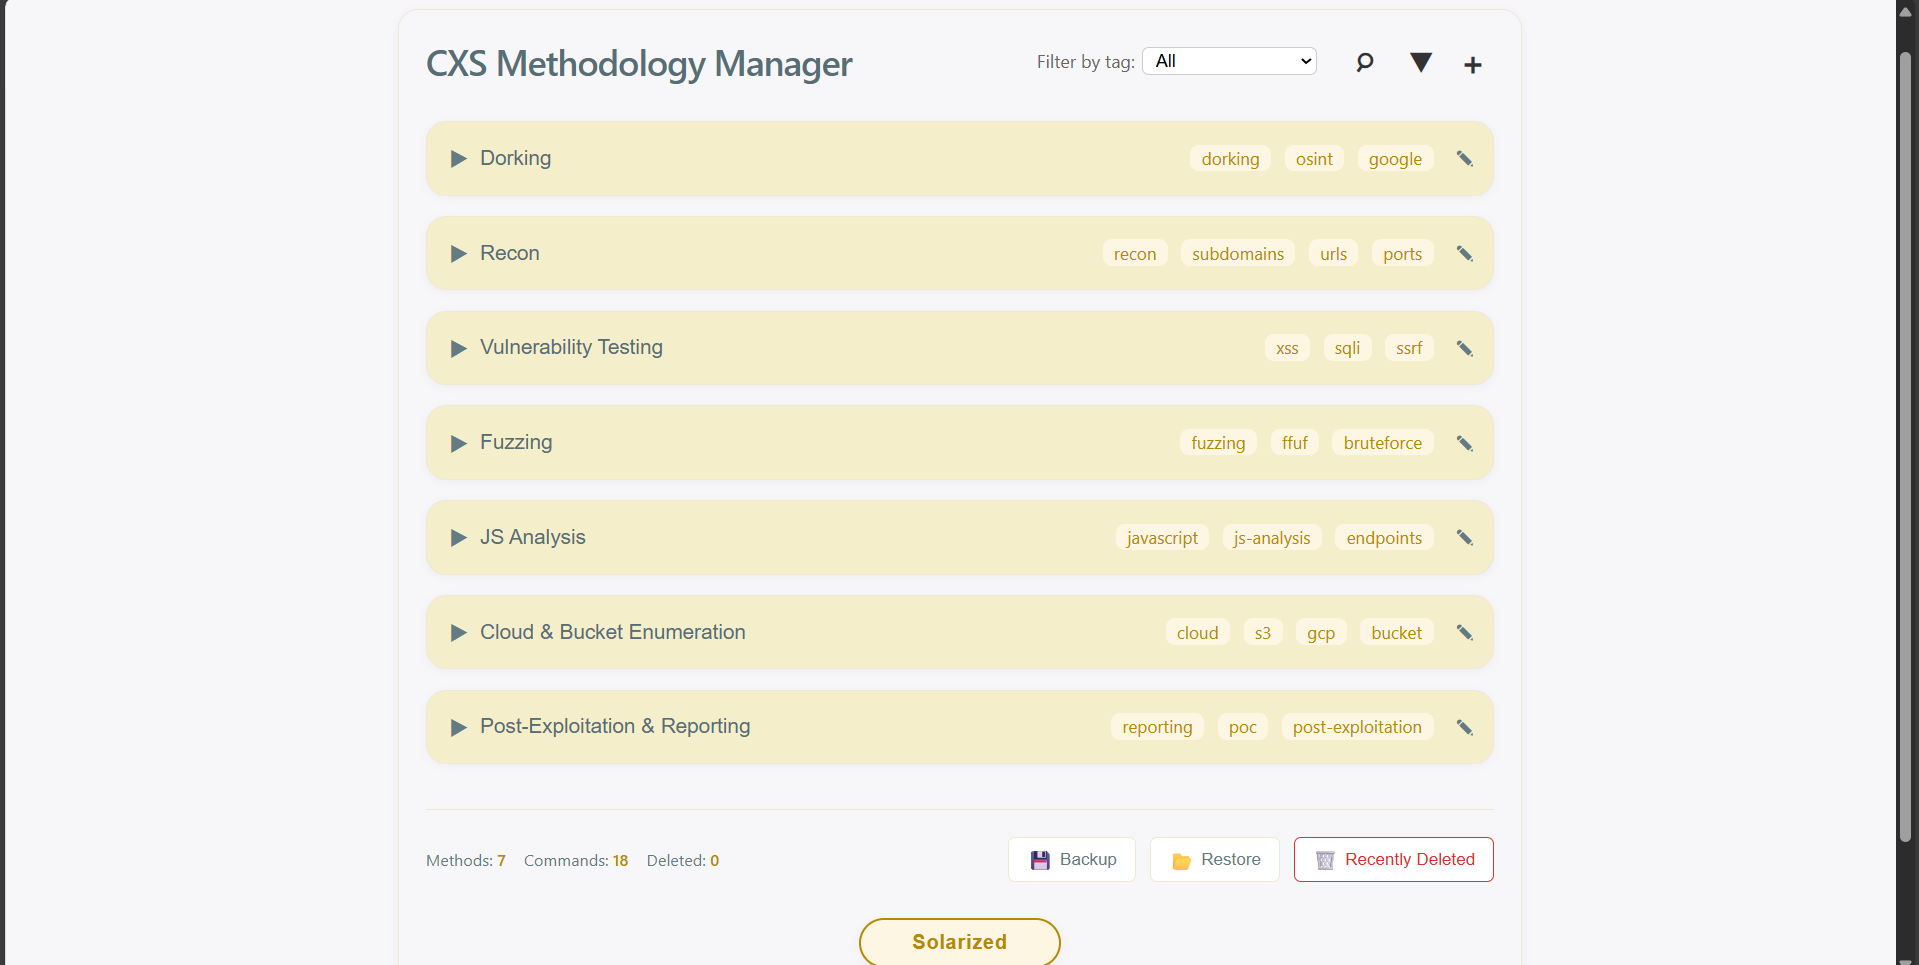 CXS Methodology Manager
Filter by tag: All
Dorking dorking osint google
Recon recon subdomains urls ports
Vulnerability Testing xss sqli ssrf
Fuzzing fuzzing ffuf bruteforce
JS Analysis javascript js-analysis endpoints
Cloud & Bucket Enumeration cloud s3 gcp bucket
Post-Exploitation & Reporting reporting poc post-exploitation
Methods: 7 Commands: 18 Deleted: 0 Backup Restore Recently Deleted
Solarized